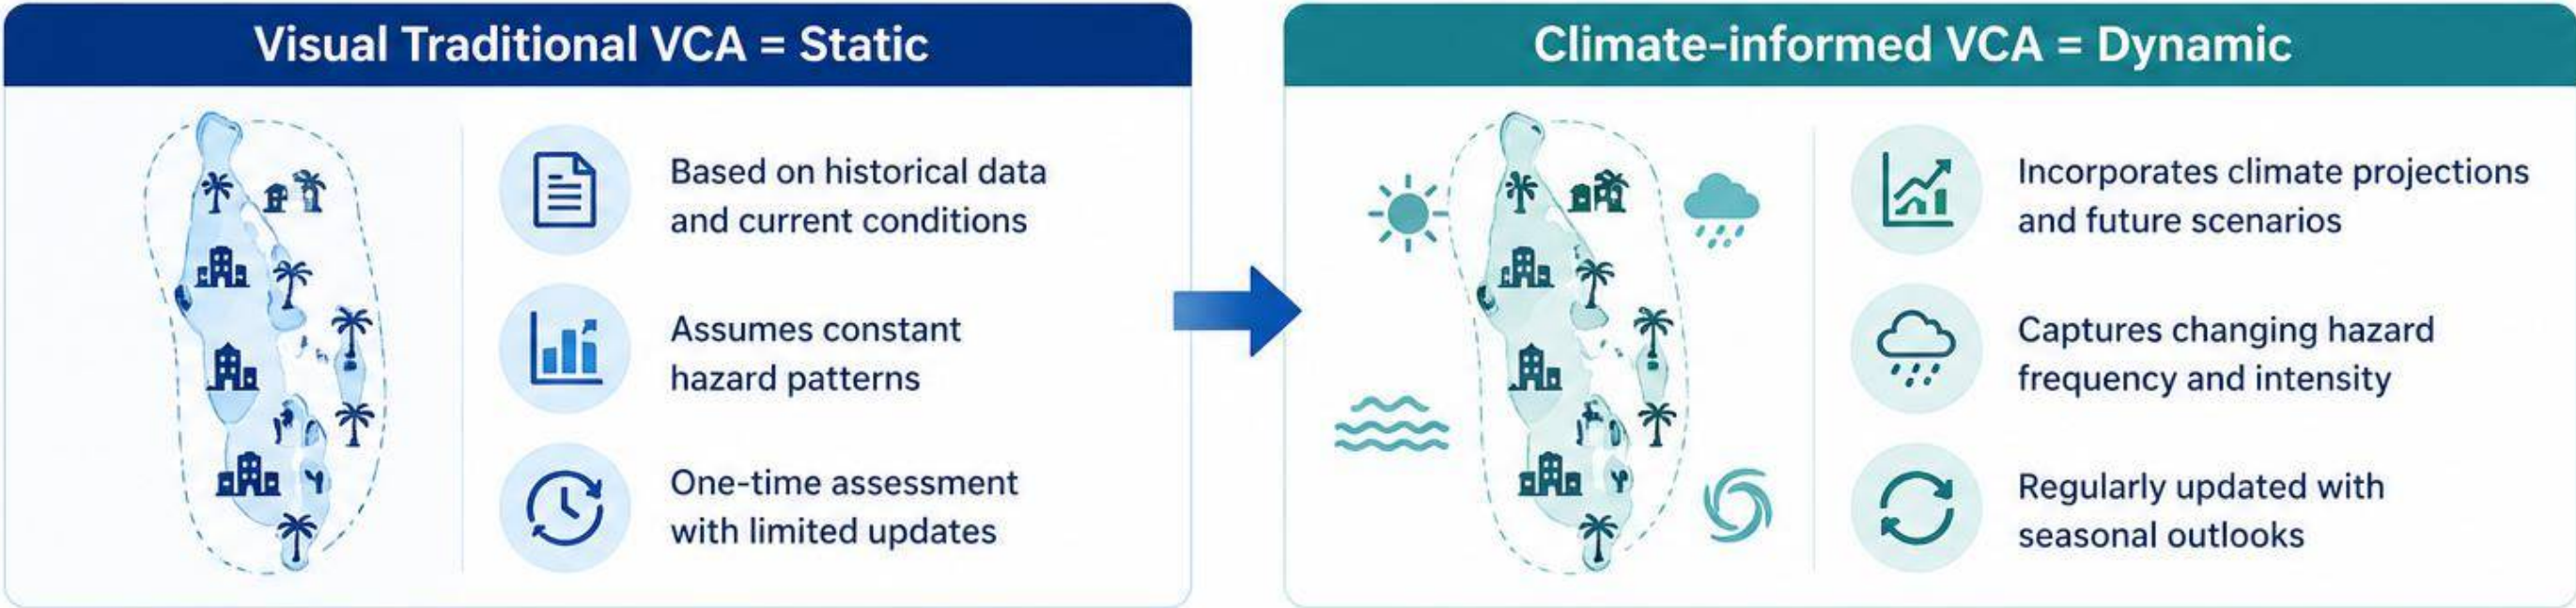 Visual Traditional VCA = Static
Based on historical data
and current conditions
Assumes constant
hazard patterns
One-time assessment
with limited updates
Climate-informed VCA = Dynamic
Incorporates climate projections
and future scenarios
Captures changing hazard
frequency and intensity
Regularly updated with
seasonal outlooks